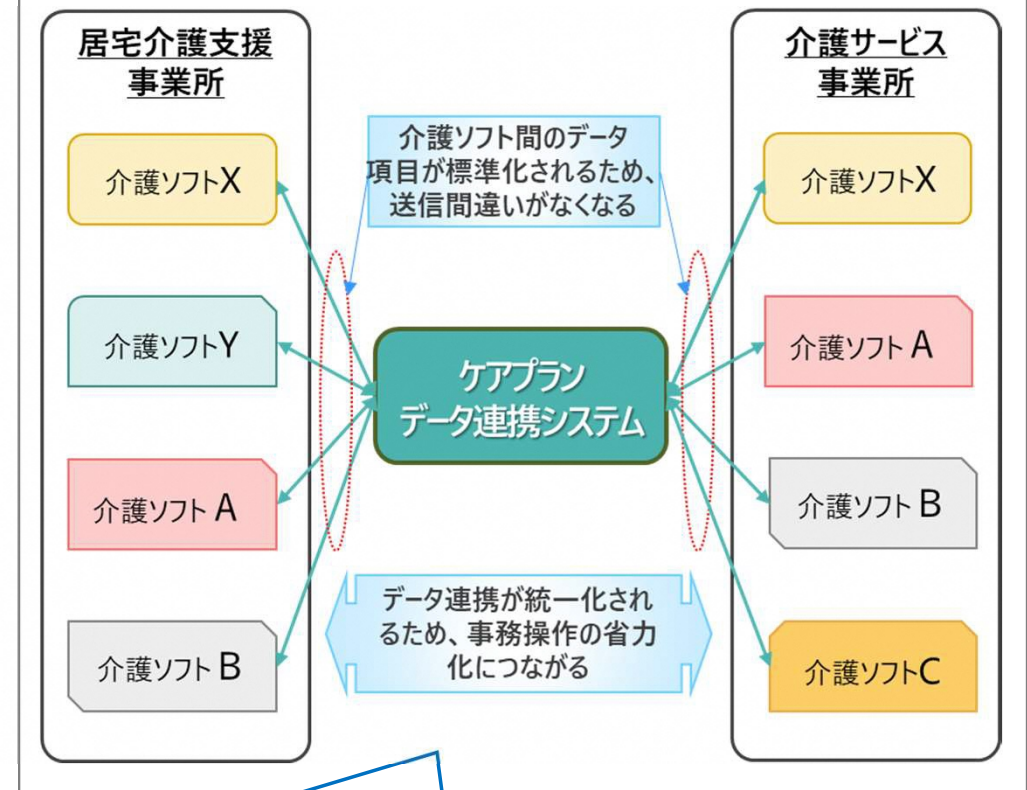 居宅介護支援
事業所
介護ソフトX
介護ソフトY
介護ソフト A
介護ソフト B
介護ソフト間のデータ
項目が標準化されるため、
送信間違いがなくなる
ケアプラン
データ連携システム
データ連携が統一化され
るため、事務操作の省力
化につながる
介護サービス
事業所
介護ソフトX
介護ソフト A
介護ソフト B
介護ソフトC